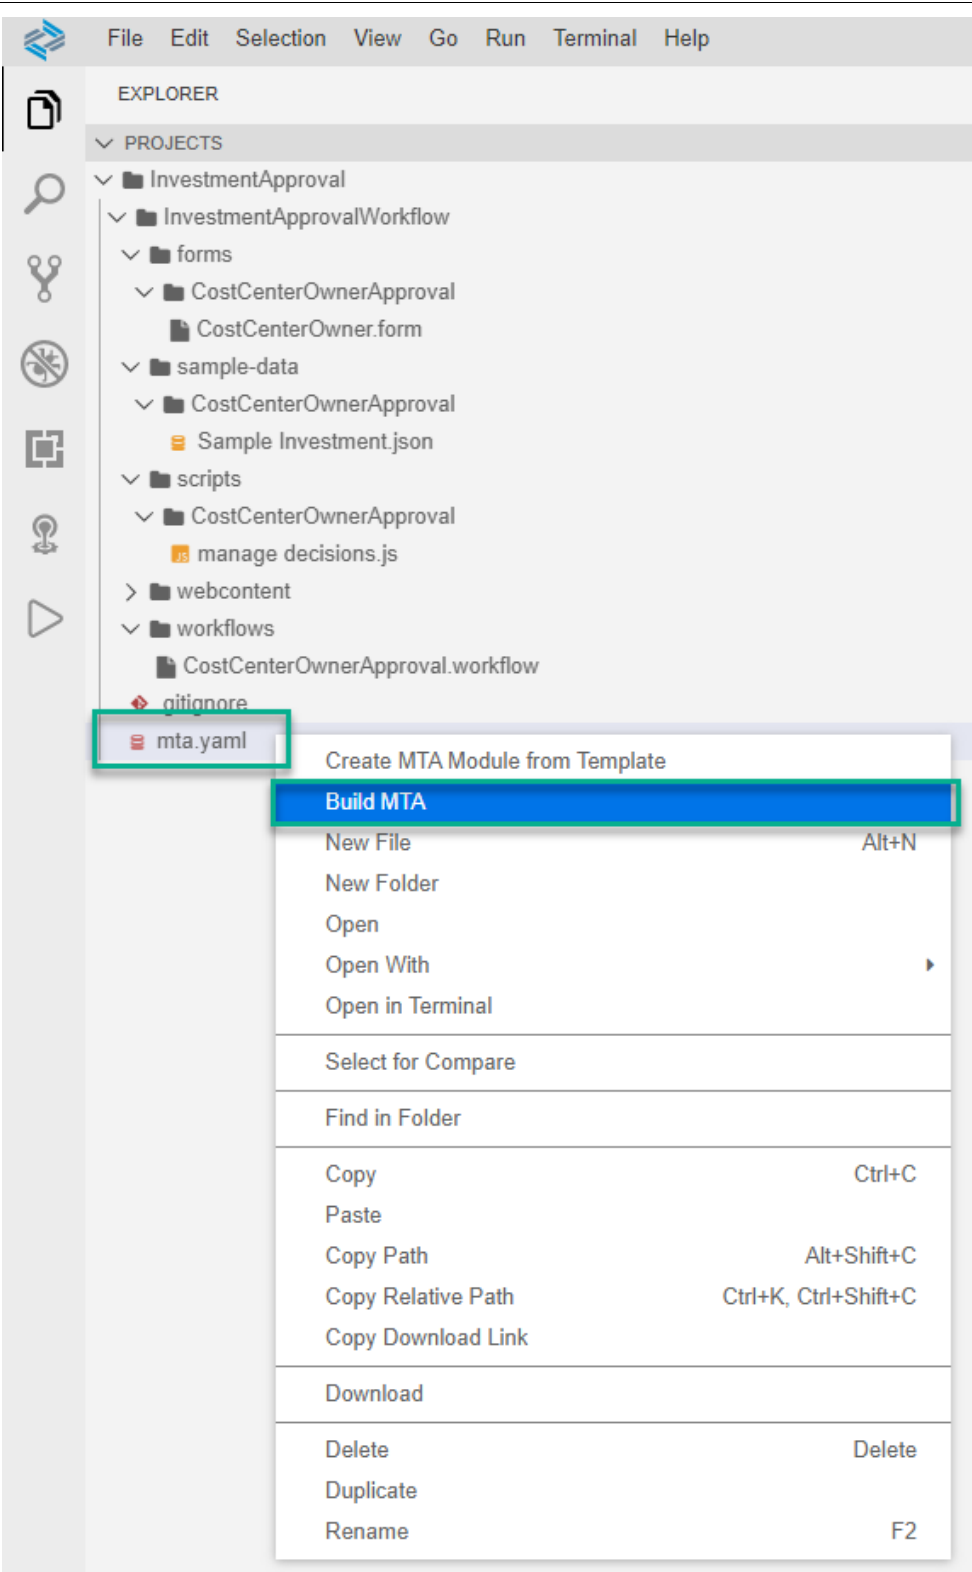 File Edit Selection View Go Run Terminal Help
EXPLORER
PROJECTS
InvestmentApproval
InvestmentApprovalWorkflow
forms
CostCenterOwnerApproval
CostCenterOwner.form
sample-data
CostCenterOwnerApproval
Sample Investment.json
scripts
CostCenterOwnerApproval
JS manage decisions.js
webcontent
workflows
CostCenterOwnerApproval.workflow
.gitignore
mta.yaml
Create MTA Module from Template
Build MTA
New File Alt+N
New Folder
Open
Open With
Open in Terminal
Select for Compare
Find in Folder
Copy Ctrl+C
Paste
Copy Path Alt+Shift+C
Copy Relative Path Ctrl+K, Ctrl+Shift+C
Copy Download Link
Download
Delete Delete
Duplicate
Rename F2